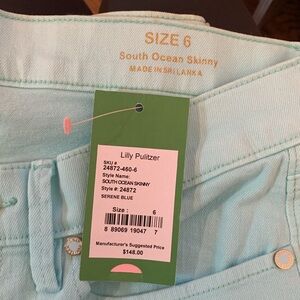 SIZE 6
South Ocean Skinny
MADE IN SRI LANKA
Lilly Pulitzer
SKU #
24872-460-6
Style Name:
SOUTH OCEAN SKINNY
Style #: 24872
SERENE BLUE
Size : 6
8 89069 19047 7
Manufacturer's Suggested Price
$148.00